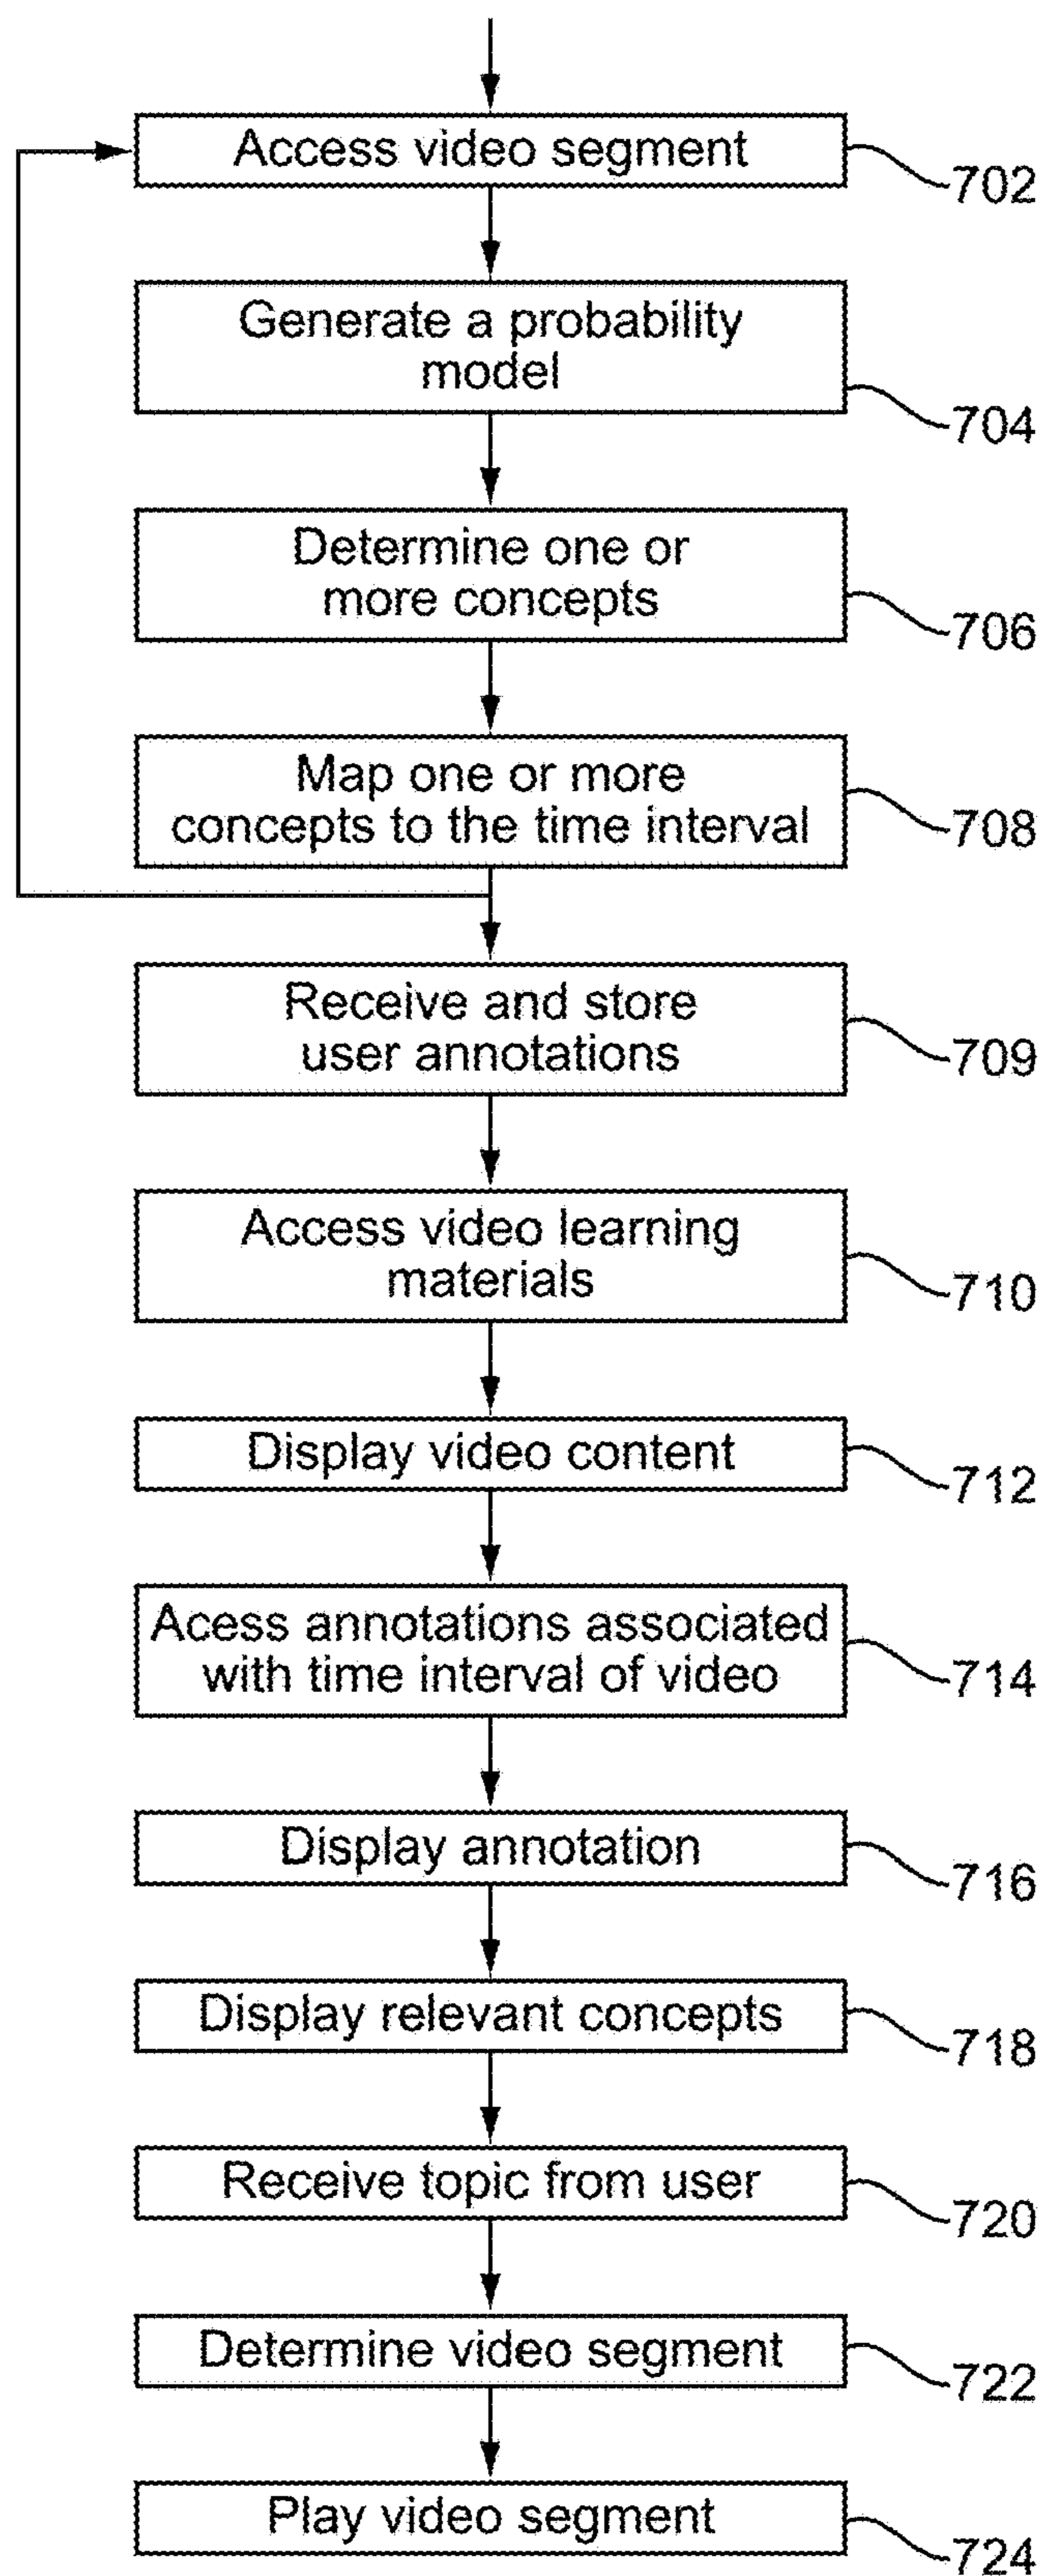 Access video segment
702
Generate a probability
model
704
Determine one or
more concepts
706
Map one or more
concepts to the time interval
708
Receive and store
user annotations
709
Access video learning
materials
710
Display video content
712
Acess annotations associated
with time interval of video
714
Display annotation
716
Display relevant concepts
718
Receive topic from user
720
Determine video segment
722
Play video segment
724